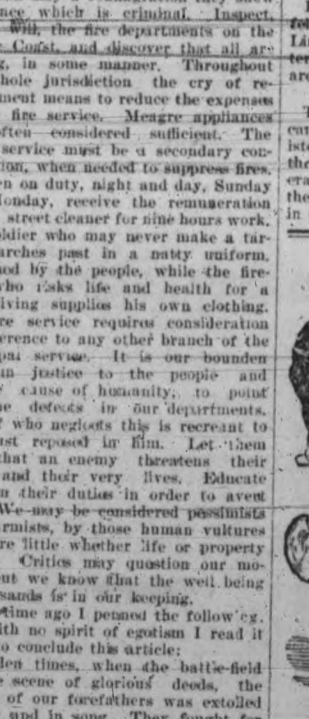 nce which is criminal. Inspect,
Will, the fire departments on the
Coast, and discover that all ar-
g, in some manner. Throughout
hole jurisdiction the cry of re-
ment means to reduce the expenses
fire service. Meagre appliances
often considered sufficient. The
service must be a secondary con-
ion, when needed to suppress fires.
n on duty, night and day, Sunday
Monday, receive the remuneration
street cleaner for nine hours work.
oldier who may never make a tar-
arches past in a natty uniform,
ned by the people, while the fire-
who risks life and health for a
living supplies his own clothing.
re service requires consideration
erence to any other branch of the
ipal service. It is our bounden
in justice to the people and
cause of humanity, to point
he defects in our departments.
f who neglects this is recreant to
ust reposed in him. Let them
that an enemy threatens their
and their very lives. Educate
n their duties in order to avert
We may be considered pessimists
armists, by those human vultures
re little whether life or property
Critics may question our mo-
ut we know that the well being
sands is in our keeping.
time ago I penned the follow'g,
ith no spirit of egotism I read it
o conclude this article:
den times, when the battle-field
e scene of glorious deeds, the
of our forefathers was extolled
and in song. They fought for